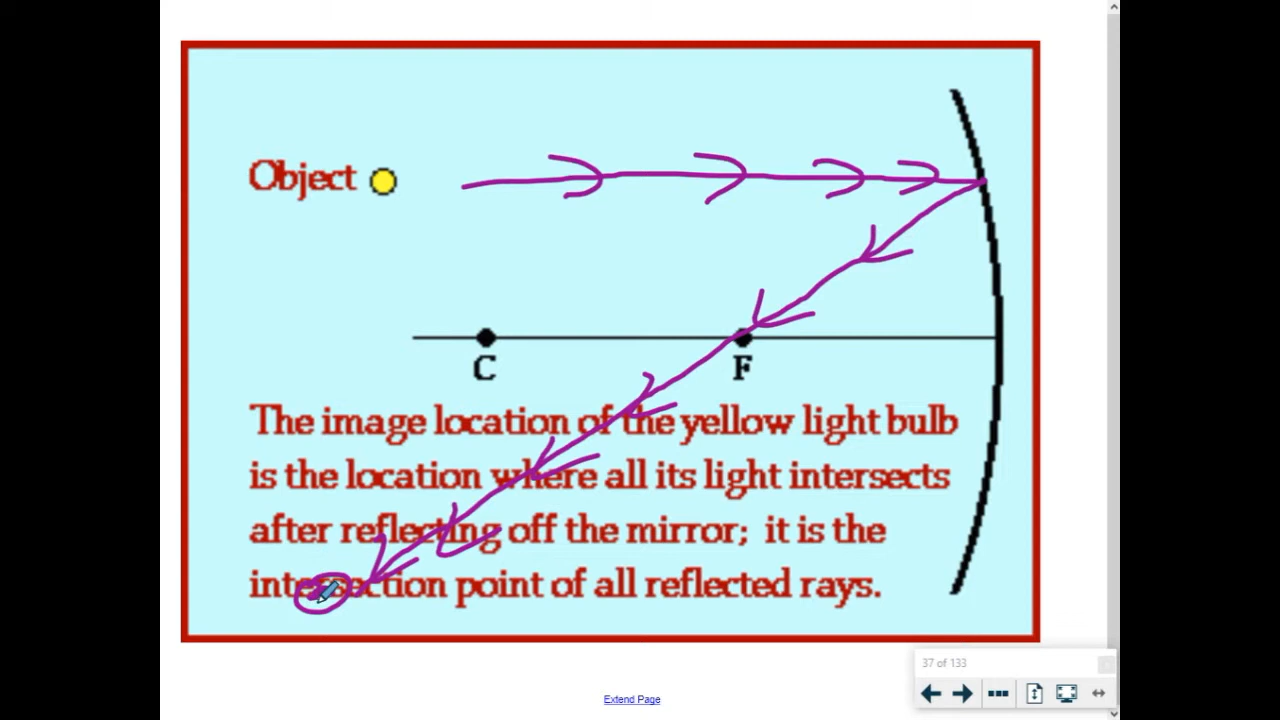 Object
C
F
The image location of the yellow light bulb
is the location where all its light intersects
after reflecting off the mirror; it is the
intersection point of all reflected rays.
37 of 133
Extend Page